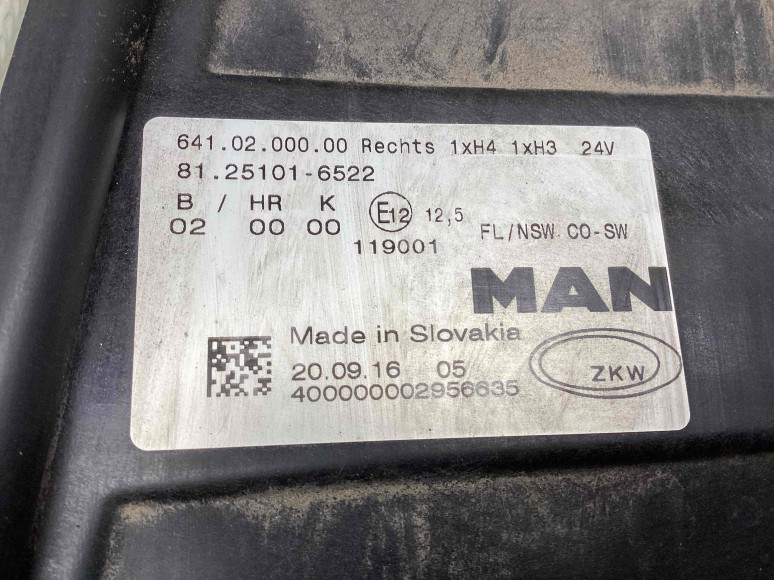 641.02.000.00 Rechts 1xH4 1xH3 24V
81.25101-6522
B / HR K
02 00 00
E12 12,5
119001
FL/NSW CO-SW
MAN
Made in Slovakia
20.09.16 05
400000002956635
ZKW